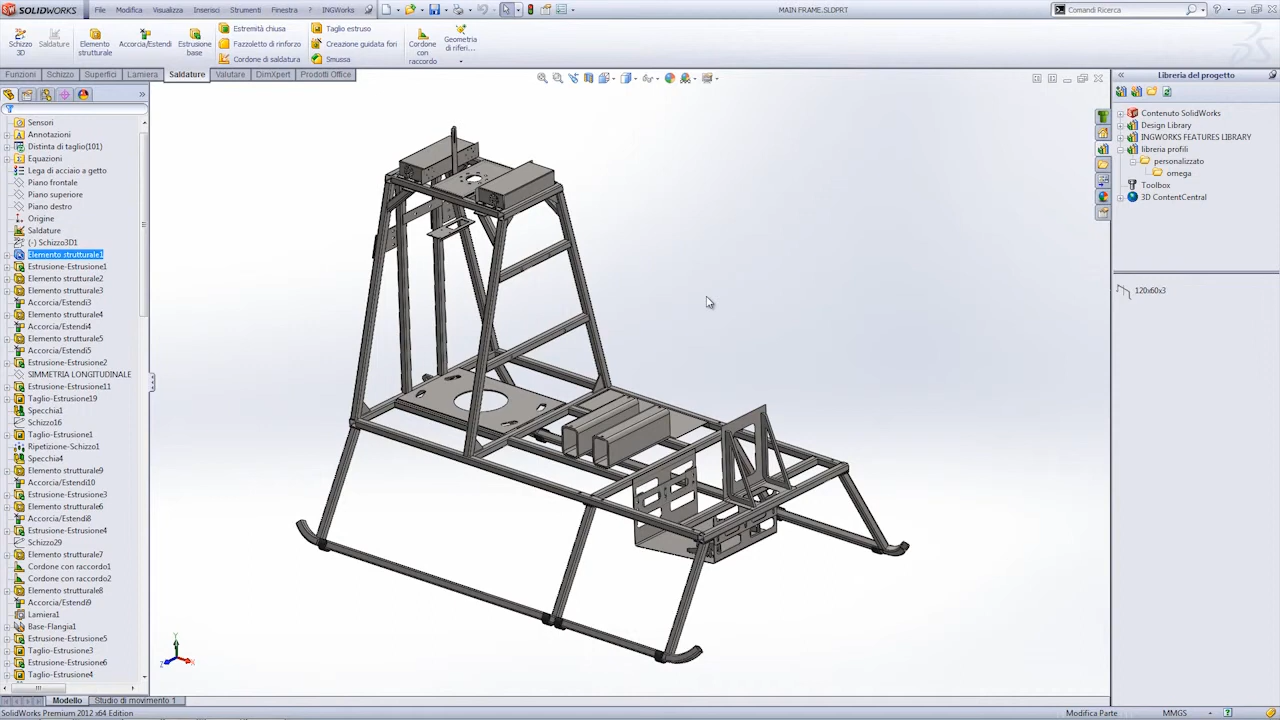 SOLIDWORKS File Modifica Visualizza Inserisci Strumenti Finestra ? INGWorks MAIN FRAME.SLDPRT Comandi Ricerca
Schizzo 3D
Saldature
Elemento strutturale
Accorcia/Estendi
Estrusione base
Estremità chiusa
Fazzoletto di rinforzo
Cordone di saldatura
Taglio estruso
Creazione guidata fori
Smussa
Cordone con raccordo
Geometria di riferi...
Funzioni Schizzo Superfici Lamiera Saldature Valutare DimXpert Prodotti Office
Sensori
Annotazioni
Distinta di taglio(101)
Equazioni
Lega di acciaio a getto
Piano frontale
Piano superiore
Piano destro
Origine
Saldature
(-) Schizzo3D1
Elemento strutturale1
Estrusione-Estrusione1
Elemento strutturale2
Elemento strutturale3
Accorcia/Estendi3
Elemento strutturale4
Accorcia/Estendi4
Elemento strutturale5
Accorcia/Estendi5
Estrusione-Estrusione2
SIMMETRIA LONGITUDINALE
Estrusione-Estrusione11
Taglio-Estrusione19
Specchia1
Schizzo16
Taglio-Estrusione1
Ripetizione-Schizzo1
Specchia4
Elemento strutturale9
Accorcia/Estendi10
Estrusione-Estrusione3
Elemento strutturale6
Accorcia/Estendi8
Estrusione-Estrusione4
Schizzo29
Elemento strutturale7
Cordone con raccordo1
Cordone con raccordo2
Elemento strutturale8
Accorcia/Estendi9
Lamiera1
Base-Flangia1
Estrusione-Estrusione5
Taglio-Estrusione3
Estrusione-Estrusione6
Taglio-Estrusione4
Y
Z
X
Libreria del progetto
Contenuto SolidWorks
Design Library
INGWORKS FEATURES LIBRARY
libreria profili
personalizzato
omega
Toolbox
3D ContentCentral
120x60x3
Modello Studio di movimento 1
SolidWorks Premium 2012 x64 Edition Modifica Parte MMGS